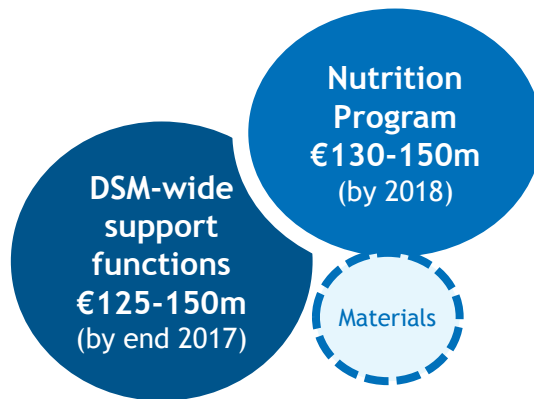 Nutrition
Program
€130-150m
(by 2018)
DSM-wide
support
functions
€125-150m
(by end 2017)
Materials